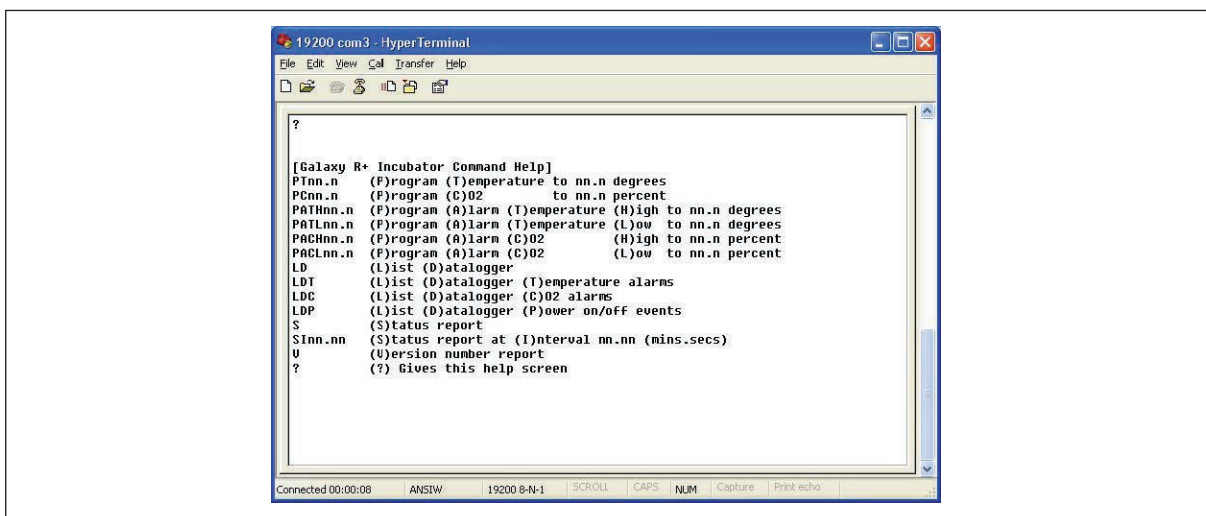 19200 com3 - HyperTerminal
File Edit View Call Transfer Help
?
[Galaxy R+ Incubator Command Help]
PTnn.n (P)rogram (T)emperature to nn.n degrees
PCnn.n (P)rogram (C)O2 to nn.n percent
PATHnn.n (P)rogram (A)larm (T)emperature (H)igh to nn.n degrees
PATLnn.n (P)rogram (A)larm (T)emperature (L)ow to nn.n degrees
PACHnn.n (P)rogram (A)larm (C)O2 (H)igh to nn.n percent
PACLnn.n (P)rogram (A)larm (C)O2 (L)ow to nn.n percent
LD (L)ist (D)atalogger
LDT (L)ist (D)atalogger (T)emperature alarms
LDC (L)ist (D)atalogger (C)O2 alarms
LDP (L)ist (D)atalogger (P)ower on/off events
S (S)tatus report
SInn.nn (S)tatus report at (I)nterval nn.nn (mins.secs)
V (V)ersion number report
? (?) Gives this help screen
Connected 00:00:08 ANSIW 19200 8-N-1 SCROLL CAPS NUM Capture Print echo